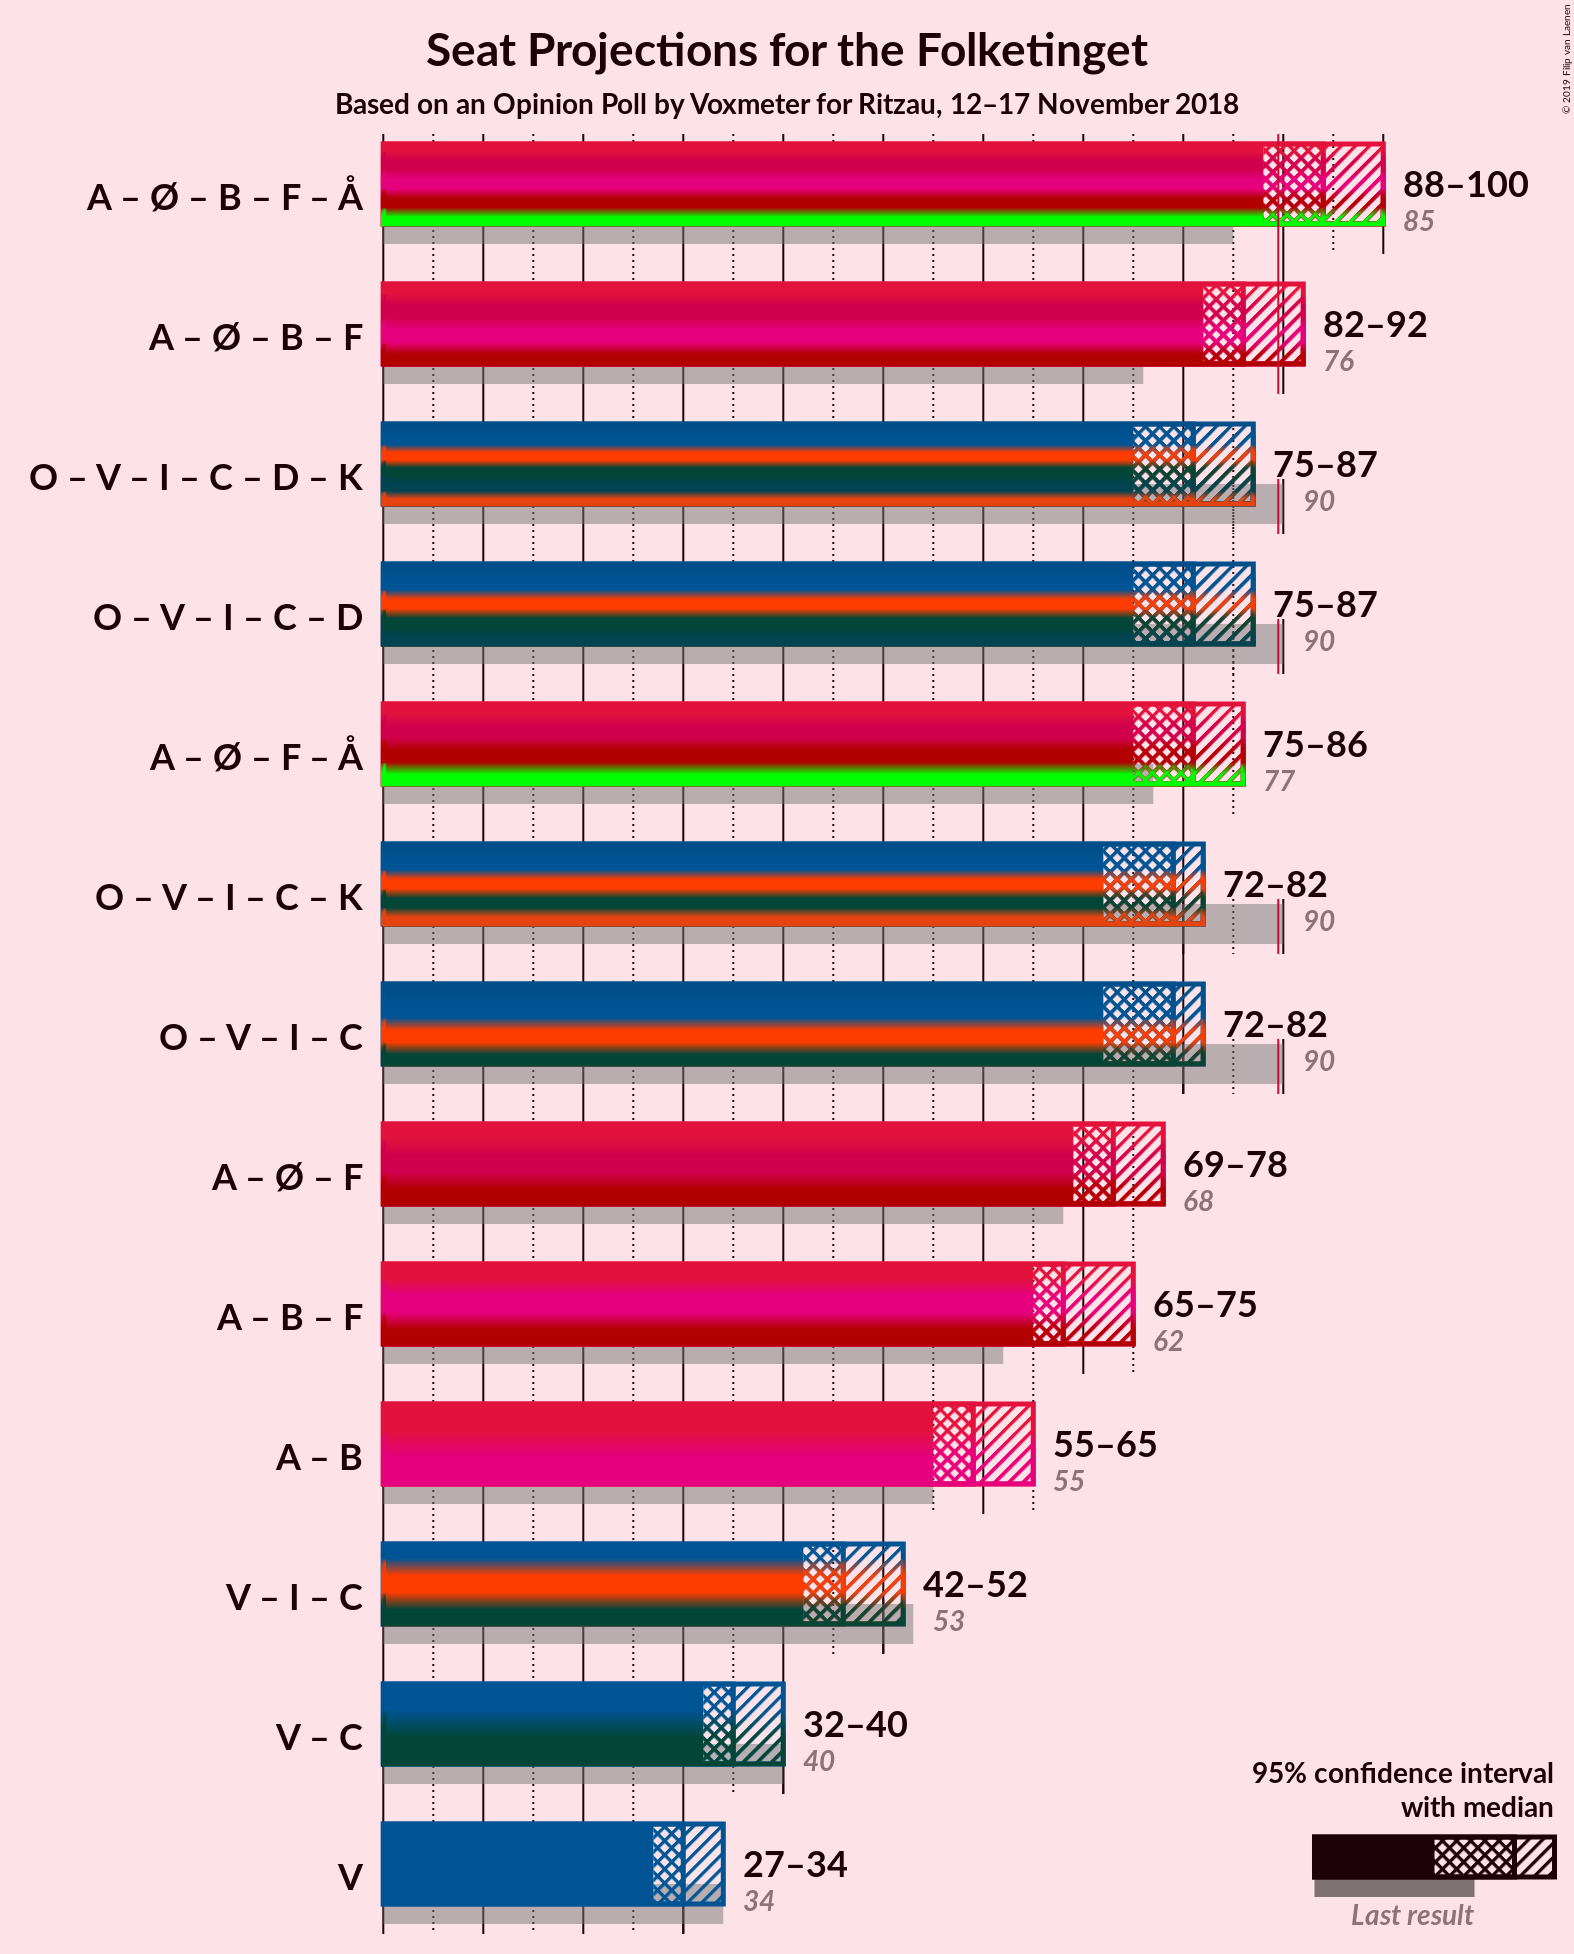 Seat Projections for the Folketinget
Based on an Opinion Poll by Voxmeter for Ritzau, 12–17 November 2018
© 2019 Filip van Laenen
A – Ø – B – F – Å
88–100
85
A – Ø – B – F
82–92
76
O – V – I – C – D – K
75–87
90
O – V – I – C – D
75–87
90
A – Ø – F – Å
75–86
77
O – V – I – C – K
72–82
90
O – V – I – C
72–82
90
A – Ø – F
69–78
68
A – B – F
65–75
62
A – B
55–65
55
V – I – C
42–52
53
V – C
32–40
40
V
27–34
34
95% confidence interval
with median
Last result